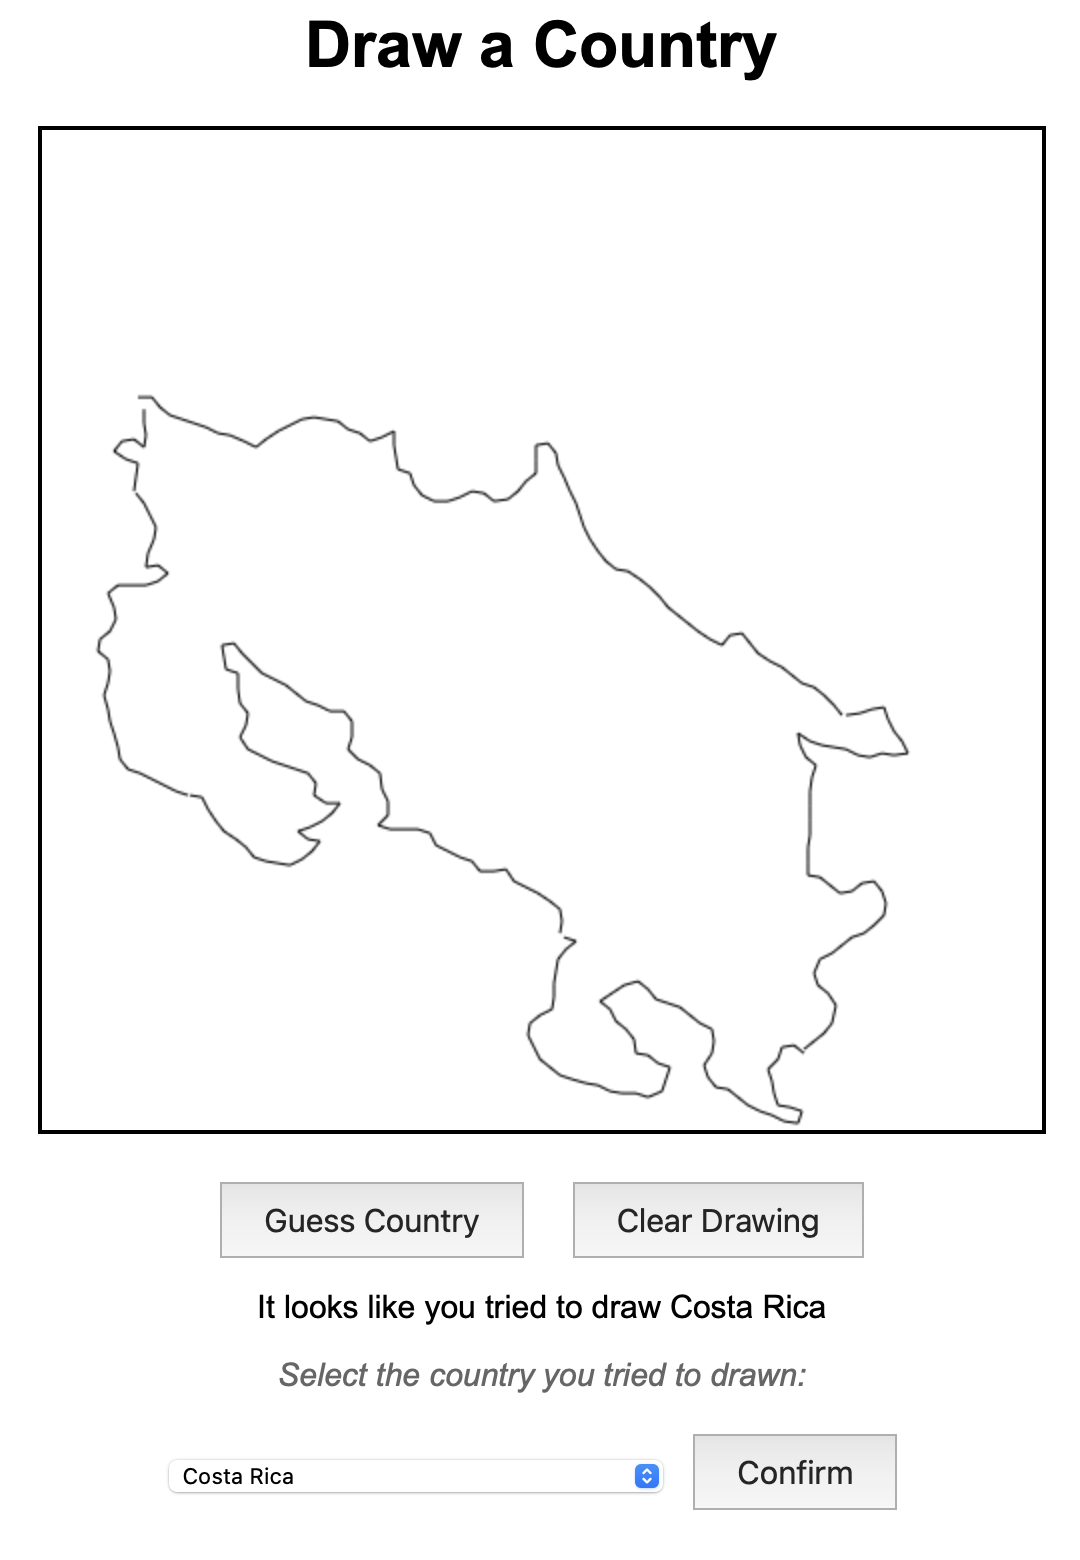 Draw a Country
Guess Country
Clear Drawing
It looks like you tried to draw Costa Rica
Select the country you tried to drawn:
Costa Rica
Confirm